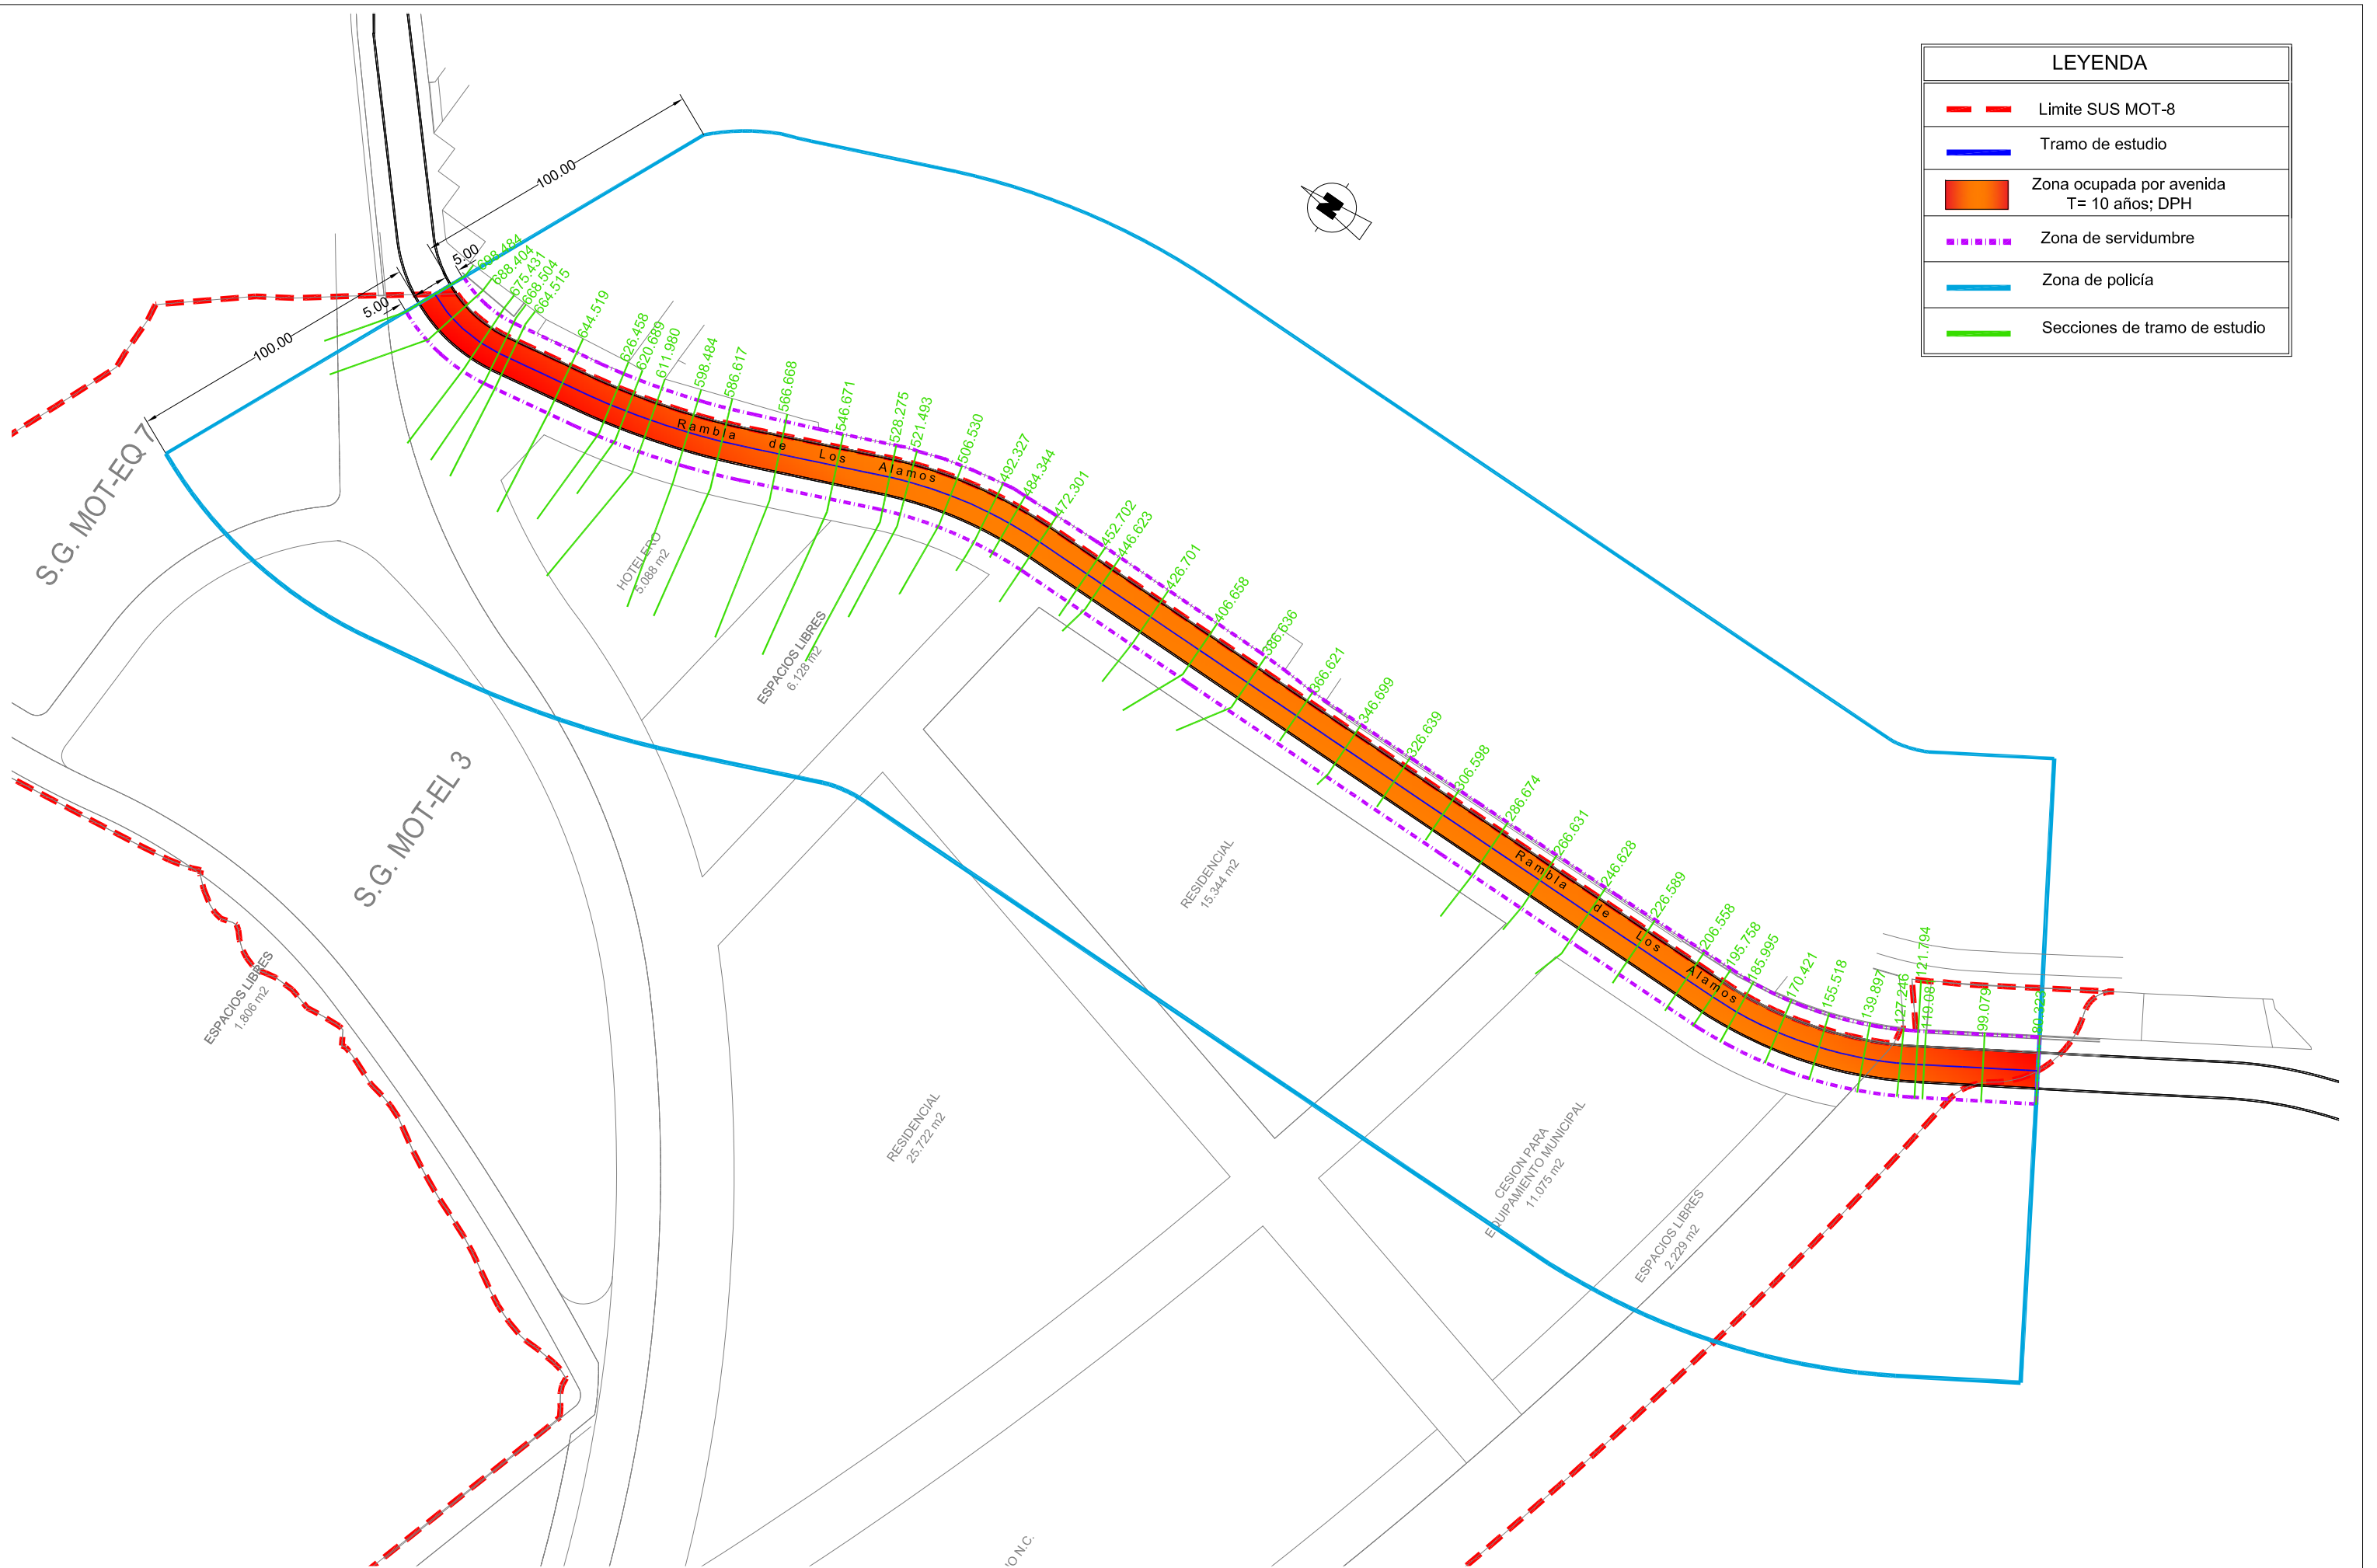 LEYENDA
Limite SUS MOT-8
Tramo de estudio
Zona ocupada por avenida
T= 10 años; DPH
Zona de servidumbre
Zona de policía
Secciones de tramo de estudio
N
100.00
5.00
5.00
100.00
698.484
688.404
675.431
668.504
664.515
644.519
626.458
620.689
611.980
598.484
586.617
566.668
546.671
528.275
521.493
506.530
492.327
484.344
472.301
452.702
446.623
426.701
406.658
386.636
366.621
346.699
326.639
306.598
286.674
266.631
246.628
226.589
206.558
195.758
185.995
170.421
155.518
139.897
127.246
121.794
99.079
Rambla de Los Alamos
Rambla de Los Alamos
S.G. MOT-EQ 7
S.G. MOT-EL 3
HOTELERO
5.088 m2
ESPACIOS LIBRES
6.128 m2
RESIDENCIAL
15.344 m2
RESIDENCIAL
25.722 m2
ESPACIOS LIBRES
1.806 m2
CESION PARA
EQUIPAMIENTO MUNICIPAL
11.075 m2
ESPACIOS LIBRES
2.229 m2